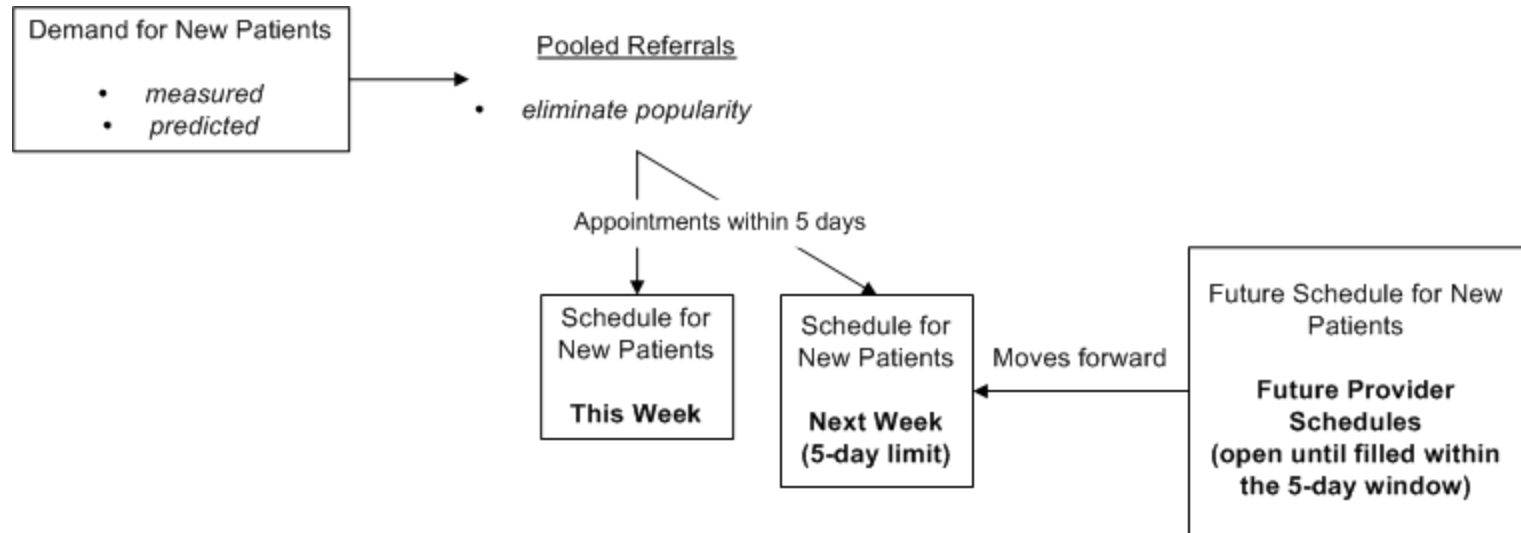 Demand for New Patients
• measured
• predicted
Pooled Referrals
• eliminate popularity
Appointments within 5 days
Schedule for
New Patients
This Week
Schedule for
New Patients
Next Week
(5-day limit)
Moves forward
Future Schedule for New
Patients
Future Provider
Schedules
(open until filled within
the 5-day window)